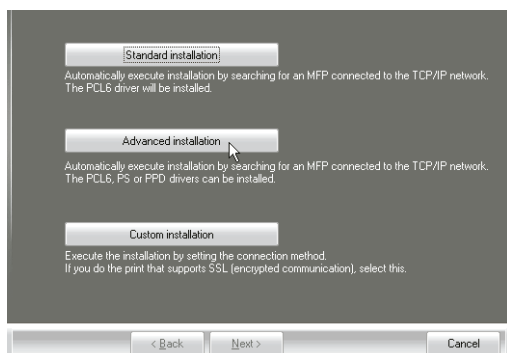 Standard installation
Automatically execute installation by searching for an MFP connected to the TCP/IP network.
The PCL6 driver will be installed.
Advanced installation
Automatically execute installation by searching for an MFP connected to the TCP/IP network.
The PCL6, PS or PPD drivers can be installed.
Custom installation
Execute the installation by setting the connection method.
If you do the print that supports SSL (encrypted communication), select this.
< Back Next > Cancel